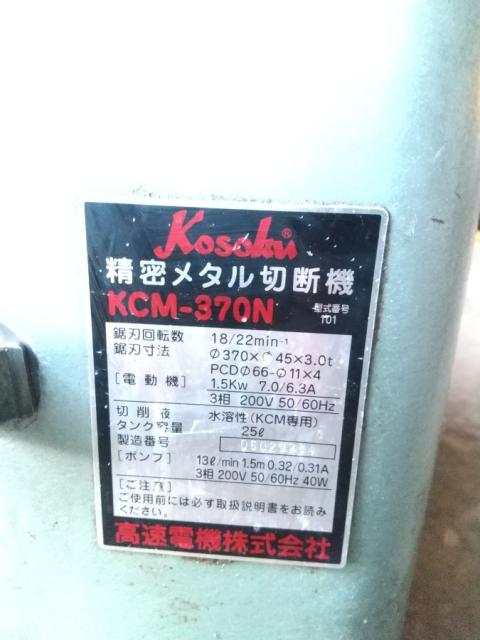 Kosoku®
精密メタル切断機
KCM-370N 型式番号
T01
鋸刃回転数 18/22min⁻¹
鋸刃寸法 Φ370×Φ45×3.0t
PCDΦ66-Φ11×4
[電動機] 1.5Kw 7.0/6.3A
3相 200V 50/60Hz
切削液 水溶性(KCM専用)
タンク容量 25ℓ
製造番号
[ポンプ] 13ℓ/min 1.5m 0.32/0.31A
3相 200V 50/60Hz 40W
[ご注意]
ご使用前には必ず取扱説明書をお読み
ください。
高速電機株式会社